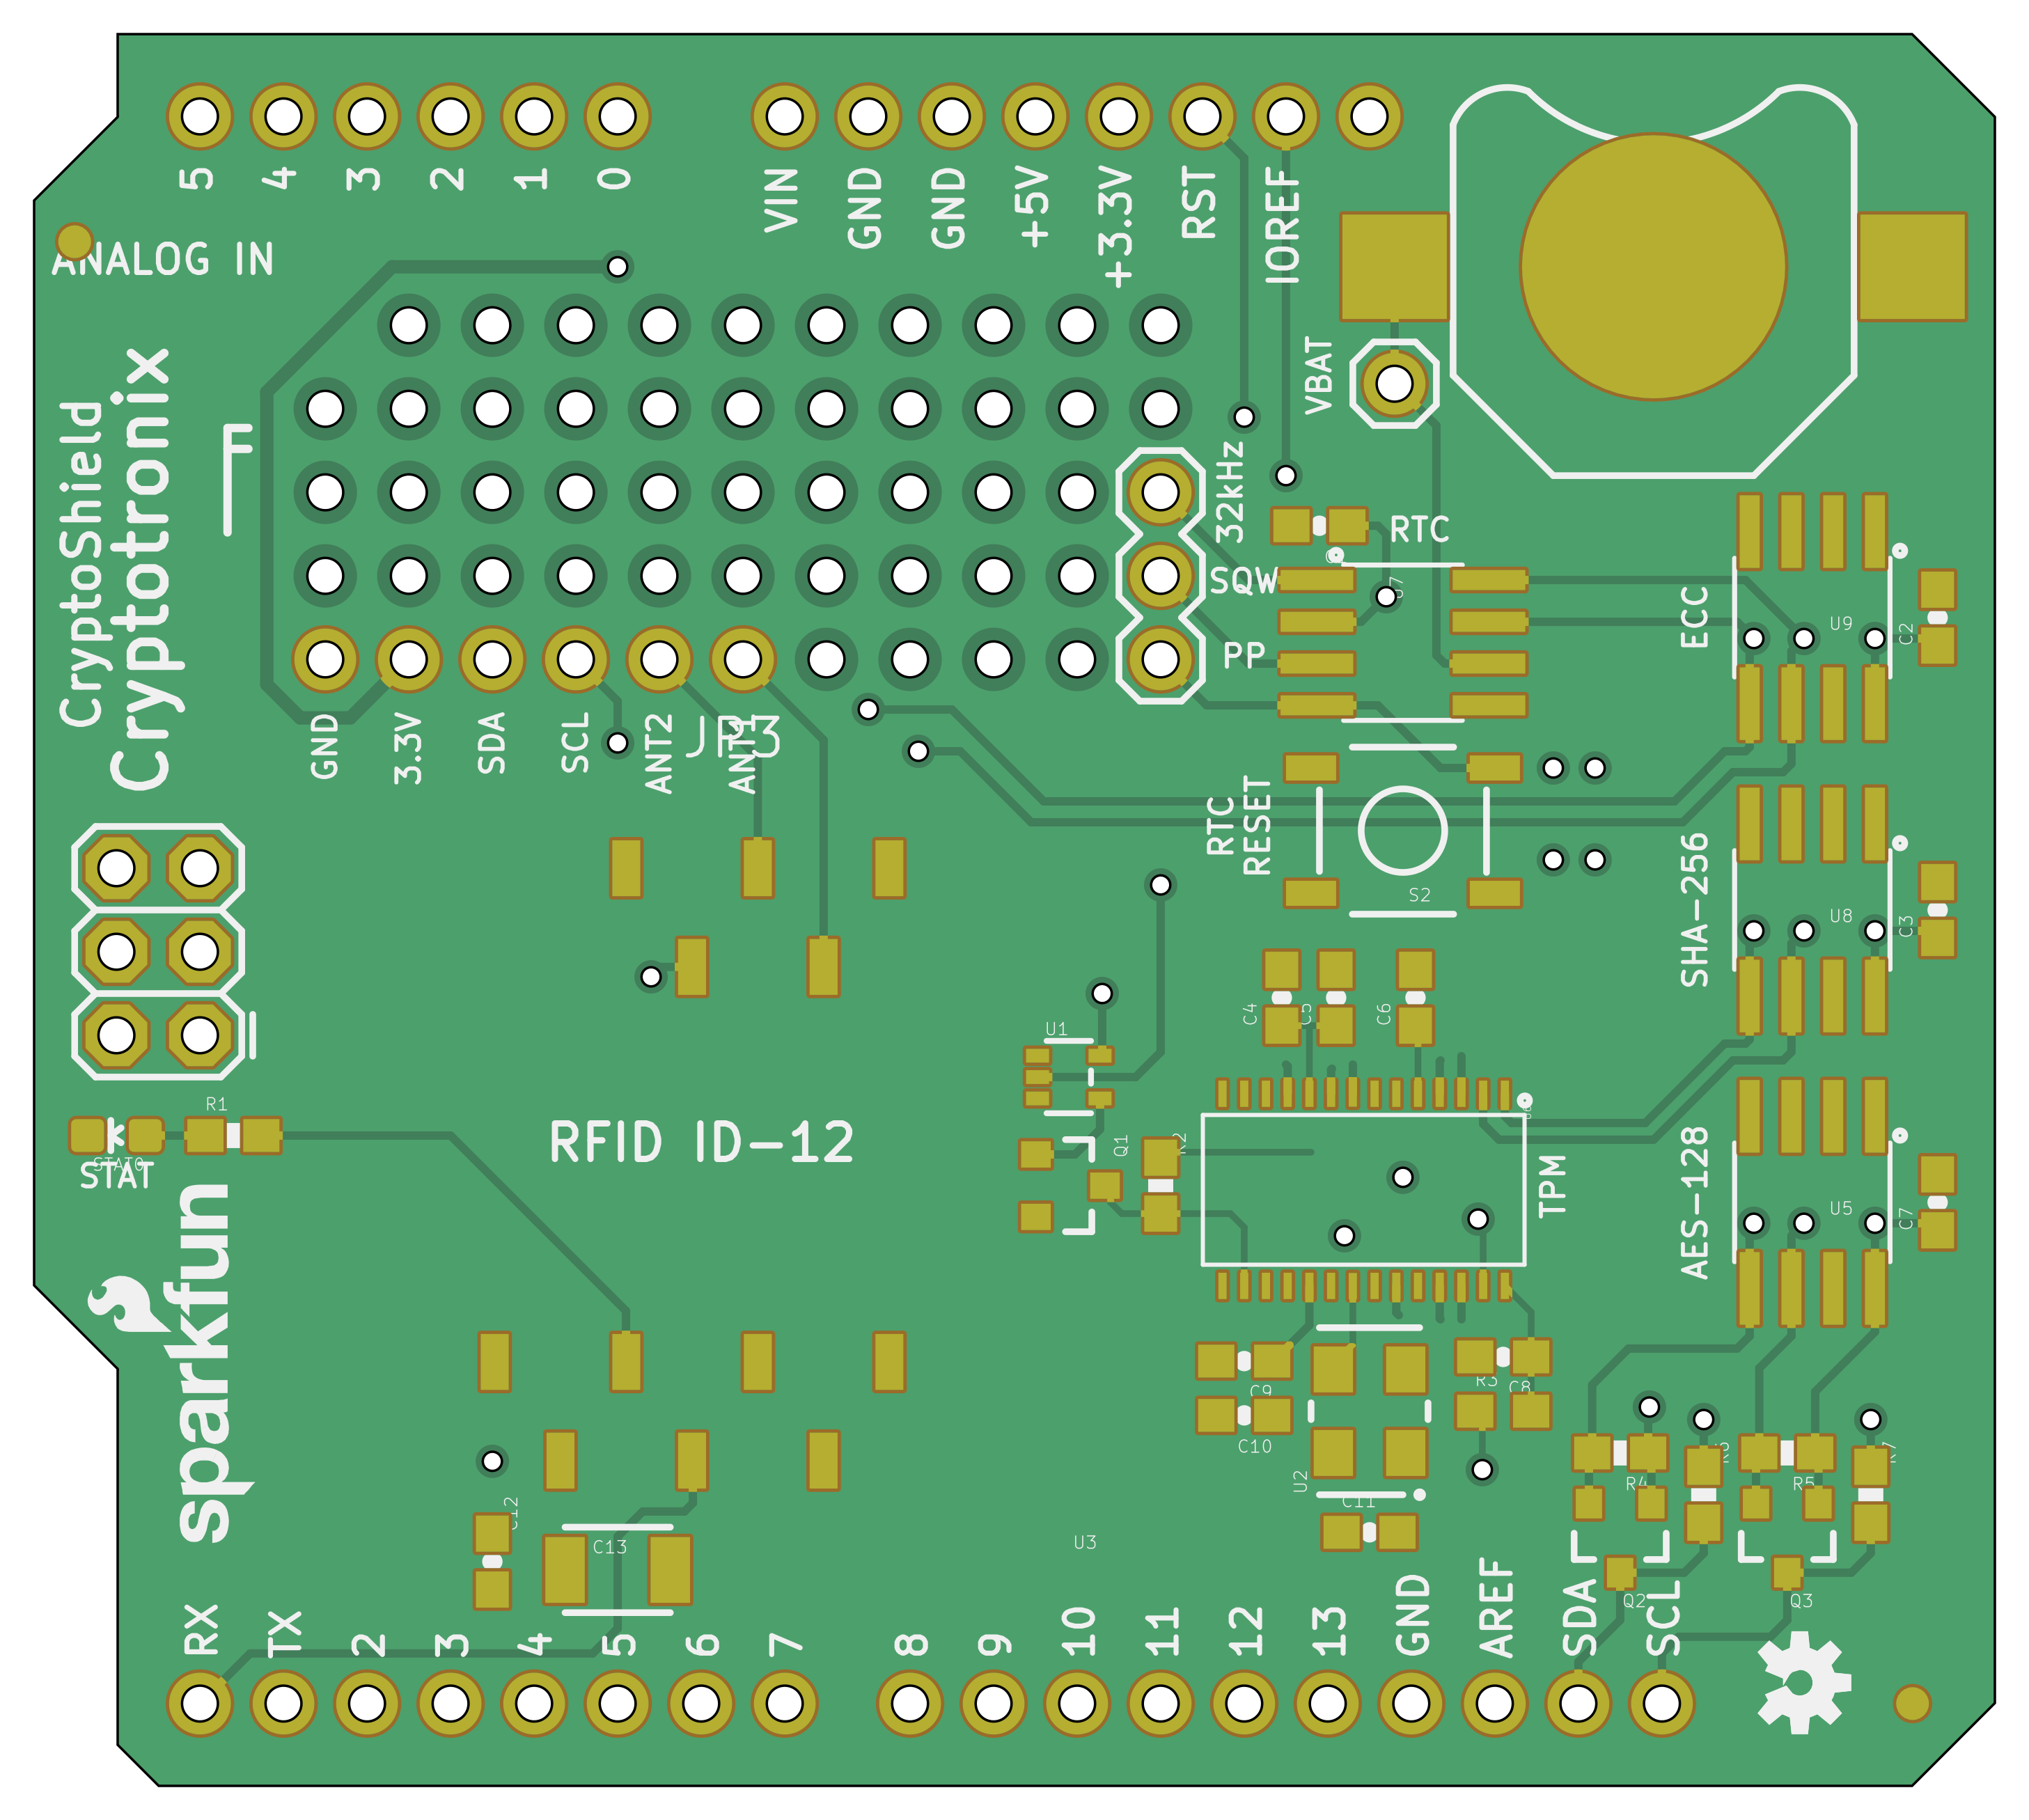 5 4 3 2 1 0
VIN GND GND +5V +3.3V RST IOREF
ANALOG IN
VBAT
CryptoShield
Cryptotronix
32kHz
RTC
SQW
PP
ECC
U9
C2
GND 3.3V SDA SCL ANT2 ANT1
JP3
RTC
RESET
S2
SHA-256
U8
C3
C4 C5 C6
U1
R1
STAT0
STAT
RFID ID-12
Q1
R2
TPM
AES-128
U5
C7
sparkfun
C9
C10
R3
C8
U2
C11
R4
R5
C12
C13
U3
Q2
Q3
RX TX 2 3 4 5 6 7
8 9 10 11 12 13 GND AREF SDA SCL